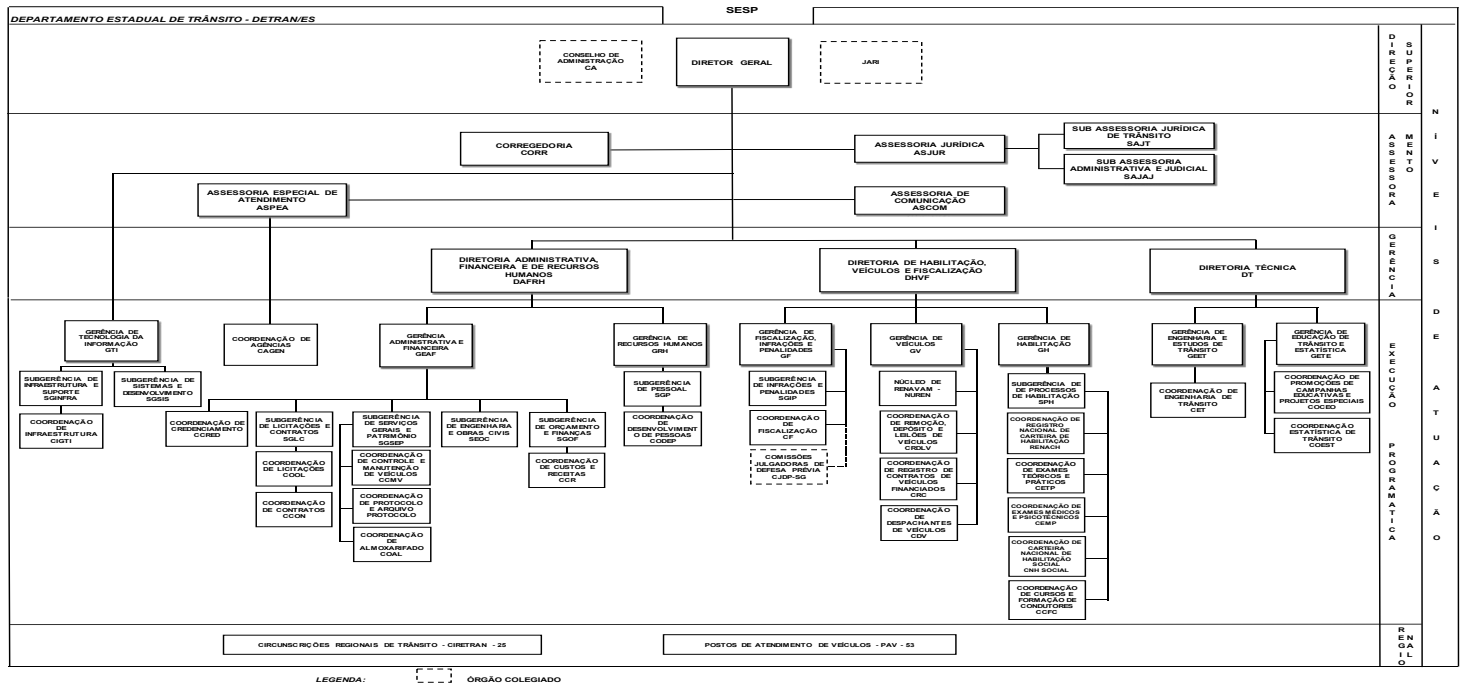 SESP
DEPARTAMENTO ESTADUAL DE TRÂNSITO - DETRAN/ES
CONSELHO DE
ADMINISTRAÇÃO
CA
DIRETOR GERAL
JARI
DIREÇÃO
SUPERIOR
CORREGEDORIA
CORR
ASSESSORIA JURÍDICA
ASJUR
SUB ASSESSORIA JURÍDICA
DE TRÂNSITO
SAJT
SUB ASSESSORIA
ADMINISTRATIVA E JUDICIAL
SAJAJ
ASSESSORIA ESPECIAL DE
ATENDIMENTO
ASPEA
ASSESSORIA DE
COMUNICAÇÃO
ASCOM
ASSESSORA
MENTO
DIRETORIA ADMINISTRATIVA,
FINANCEIRA E DE RECURSOS
HUMANOS
DAFRH
DIRETORIA DE HABILITAÇÃO,
VEÍCULOS E FISCALIZAÇÃO
DHVF
DIRETORIA TÉCNICA
DT
GERÊNCIA
GERÊNCIA DE
TECNOLOGIA DA
INFORMAÇÃO
GTI
SUBGERÊNCIA DE
INFRAESTRUTURA E
SUPORTE
SGINFRA
COORDENAÇÃO
DE
INFRAESTRUTURA
CIGTI
SUBGERÊNCIA DE
SISTEMAS E
DESENVOLVIMENTO
SGSIS
COORDENAÇÃO DE
AGÊNCIAS
CAGEN
GERÊNCIA
ADMINISTRATIVA E
FINANCEIRA
GEAF
COORDENAÇÃO DE
CREDENCIAMENTO
CCRED
SUBGERÊNCIA
DE LICITAÇÕES E
CONTRATOS
SGLC
COORDENAÇÃO
DE LICITAÇÕES
COOL
COORDENAÇÃO
DE CONTRATOS
CCON
SUBGERÊNCIA
DE SERVIÇOS
GERAIS E
PATRIMÔNIO
SGSEP
COORDENAÇÃO
DE CONTROLE E
MANUTENÇÃO
DE VEÍCULOS
CCMV
COORDENAÇÃO
DE PROTOCOLO
E ARQUIVO
PROTOCOLO
COORDENAÇÃO
DE
ALMOXARIFADO
COAL
SUBGERÊNCIA
DE ENGENHARIA
E OBRAS CIVIS
SEOC
SUBGERÊNCIA
DE ORÇAMENTO
E FINANÇAS
SGOF
COORDENAÇÃO
DE CUSTOS E
RECEITAS
CCR
GERÊNCIA DE
RECURSOS HUMANOS
GRH
SUBGERÊNCIA
DE PESSOAL
SGP
COORDENAÇÃO
DE
DESENVOLVIMENT
O DE PESSOAS
CODEP
GERÊNCIA DE
FISCALIZAÇÃO,
INFRAÇÕES E
PENALIDADES
GF
SUBGERÊNCIA
DE INFRAÇÕES E
PENALIDADES
SGIP
COORDENAÇÃO
DE
FISCALIZAÇÃO
CF
COMISSÕES
JULGADORAS DE
DEFESA PRÉVIA
CJDP-SG
GERÊNCIA DE
VEÍCULOS
GV
NÚCLEO DE
RENAVAM -
NUREN
COORDENAÇÃO
DE REMOÇÃO,
DEPÓSITO E
LEILÕES DE
VEÍCULOS
CRDLV
COORDENAÇÃO
DE REGISTRO DE
CONTRATOS DE
VEÍCULOS
FINANCIADOS
CRC
COORDENAÇÃO
DE
DESPACHANTES
DE VEÍCULOS
CDV
GERÊNCIA DE
HABILITAÇÃO
GH
SUBGERÊNCIA
DE PROCESSOS
DE HABILITAÇÃO
SPH
COORDENAÇÃO DE
REGISTRO
NACIONAL DE
CARTEIRA DE
HABILITAÇÃO
RENACH
COORDENAÇÃO
DE EXAMES
TEÓRICOS E
PRÁTICOS
CETP
COORDENAÇÃO DE
EXAMES MÉDICOS
E PSICOTÉCNICOS
CEMP
COORDENAÇÃO DE
CARTEIRA
NACIONAL DE
HABILITAÇÃO
SOCIAL
CNH SOCIAL
COORDENAÇÃO
DE CURSOS E
FORMAÇÃO DE
CONDUTORES
CCFC
GERÊNCIA DE
ENGENHARIA E
ESTUDOS DE
TRÂNSITO
GEET
COORDENAÇÃO DE
ENGENHARIA DE
TRÂNSITO
CET
GERÊNCIA DE
EDUCAÇÃO DE
TRÂNSITO E
ESTATÍSTICA
GETE
COORDENAÇÃO DE
PROMOÇÕES DE
CAMPANHAS
EDUCATIVAS E
PROJETOS ESPECIAIS
COCED
COORDENAÇÃO
ESTATÍSTICA DE
TRÂNSITO
COEST
EXECUÇÃO PROGRAMATICA
CIRCUNSCRIÇÕES REGIONAIS DE TRÂNSITO - CIRETRAN - 25
POSTOS DE ATENDIMENTO DE VEÍCULOS - PAV - 53
REGIO
NAL
NÍVEIS DE ATUAÇÃO
LEGENDA:
ÓRGÃO COLEGIADO